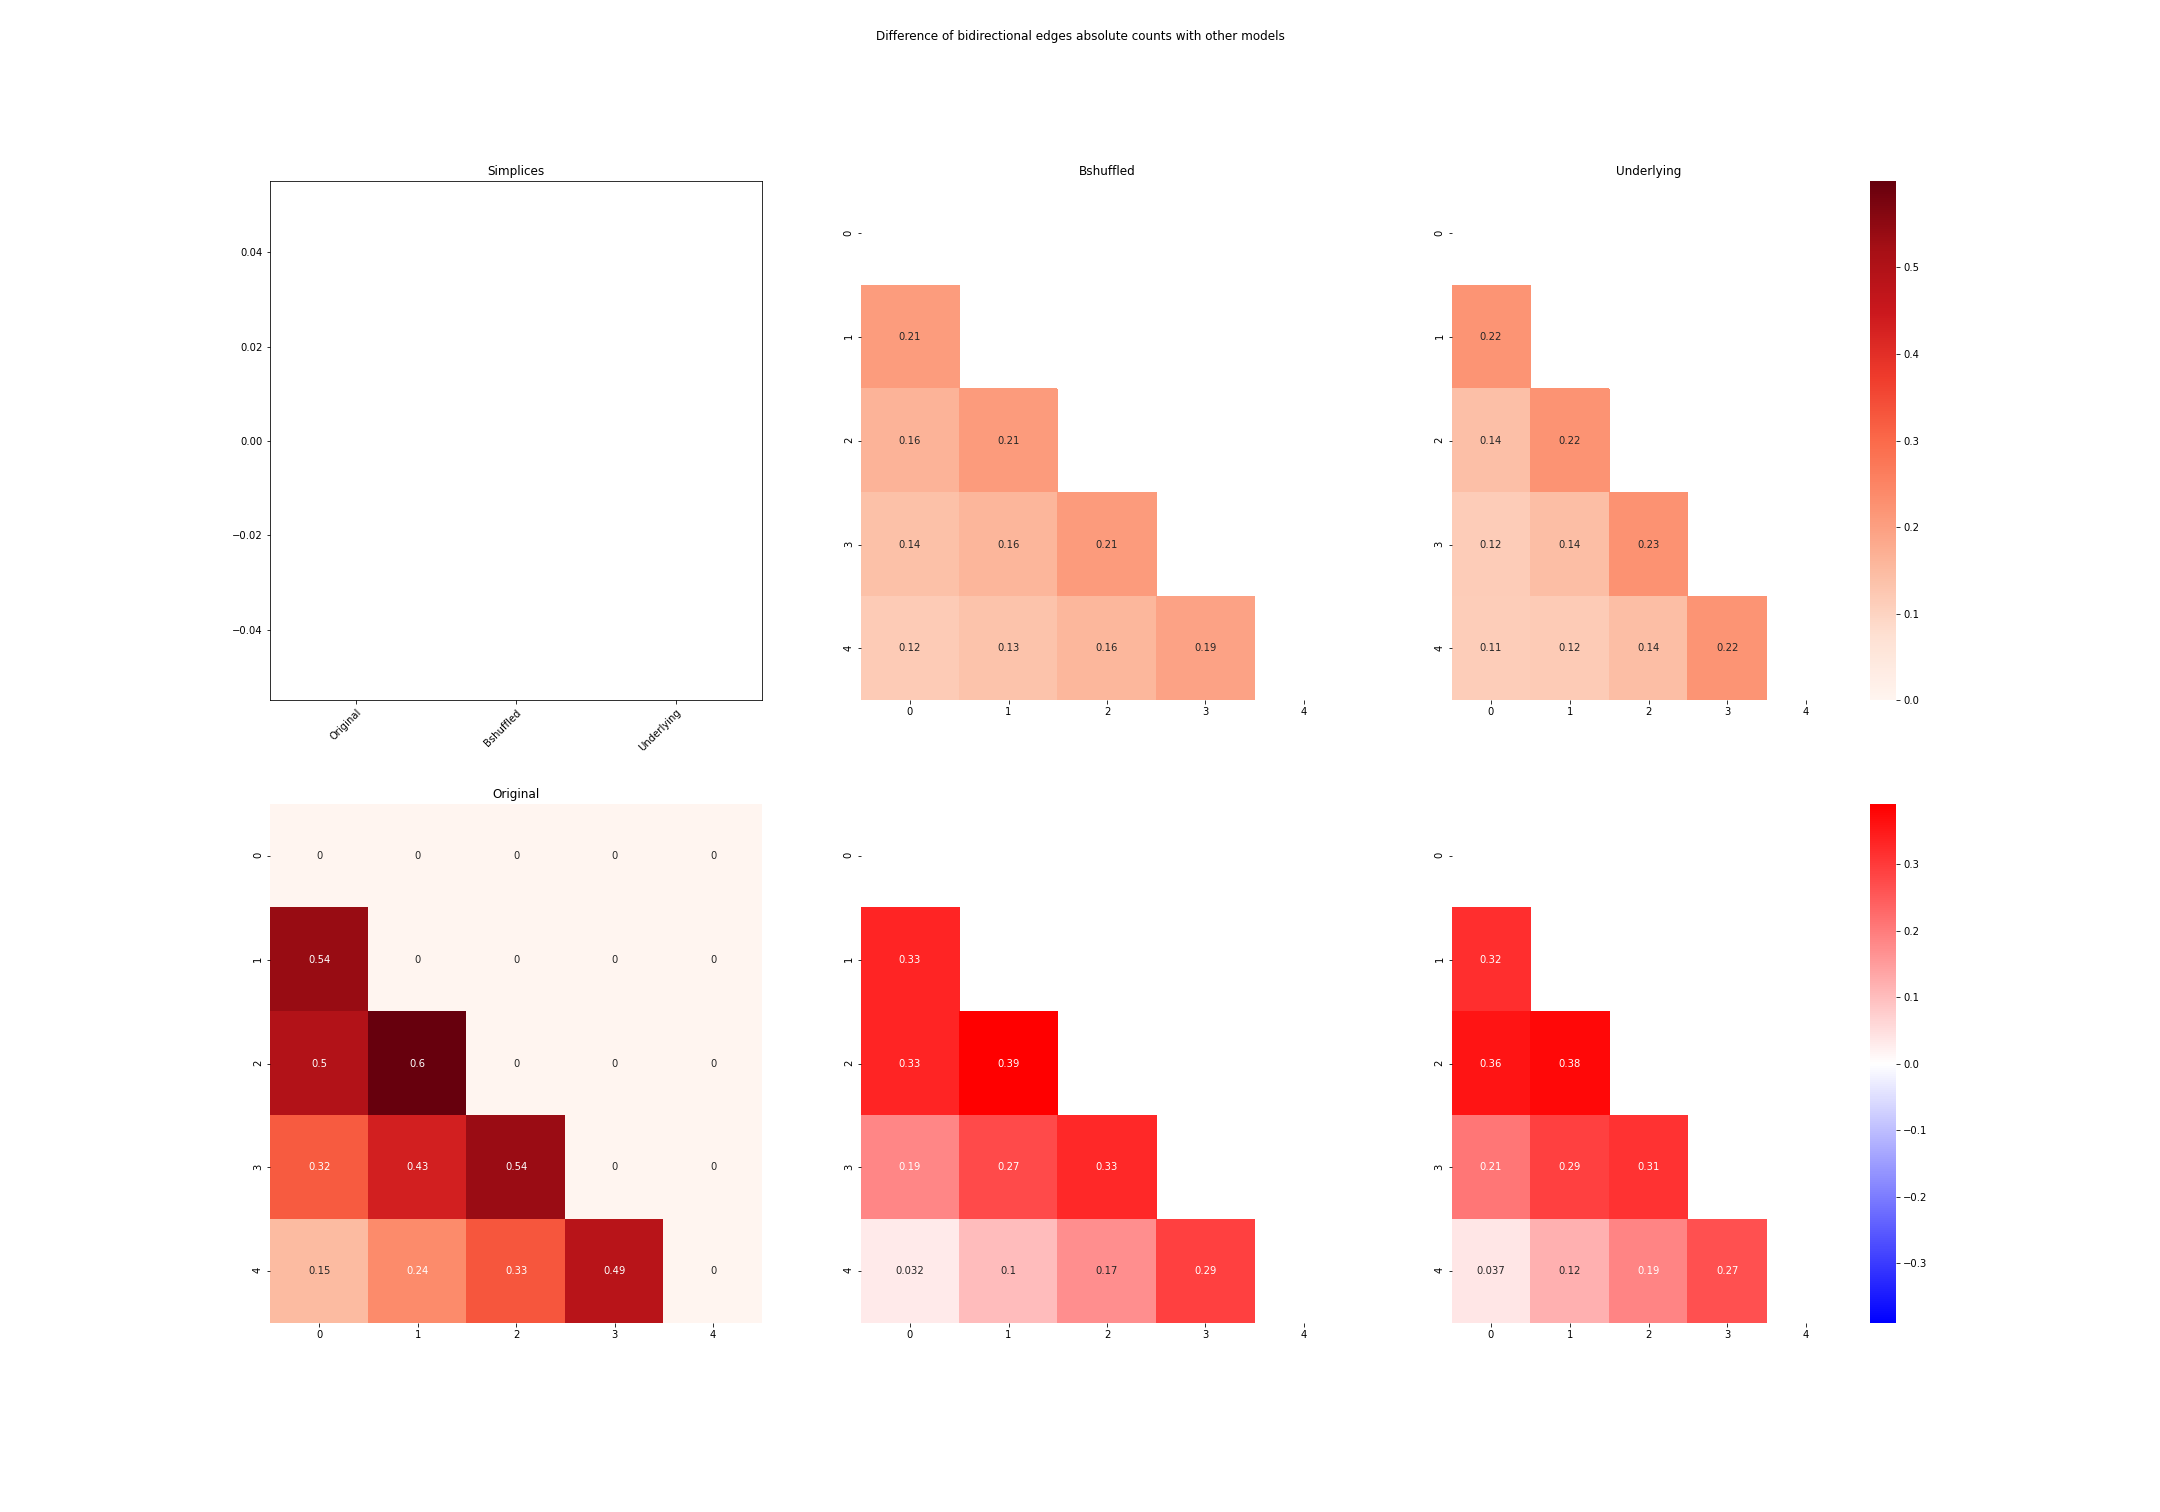 Difference of bidirectional edges absolute counts with other models
Simplices
0.04
0.02
0.00
−0.02
−0.04
Original
Bshuffled
Underlying
Bshuffled
0
1 0.21
2 0.16 0.21
3 0.14 0.16 0.21
4 0.12 0.13 0.16 0.19
0 1 2 3 4
Underlying
0
1 0.22
2 0.14 0.22
3 0.12 0.14 0.23
4 0.11 0.12 0.14 0.22
0 1 2 3 4
0.5
0.4
0.3
0.2
0.1
0.0
Original
0 0 0 0 0 0
1 0.54 0 0 0 0
2 0.5 0.6 0 0 0
3 0.32 0.43 0.54 0 0
4 0.15 0.24 0.33 0.49 0
0 1 2 3 4
0
1 0.33
2 0.33 0.39
3 0.19 0.27 0.33
4 0.032 0.1 0.17 0.29
0 1 2 3 4
0
1 0.32
2 0.36 0.38
3 0.21 0.29 0.31
4 0.037 0.12 0.19 0.27
0 1 2 3 4
0.3
0.2
0.1
0.0
−0.1
−0.2
−0.3